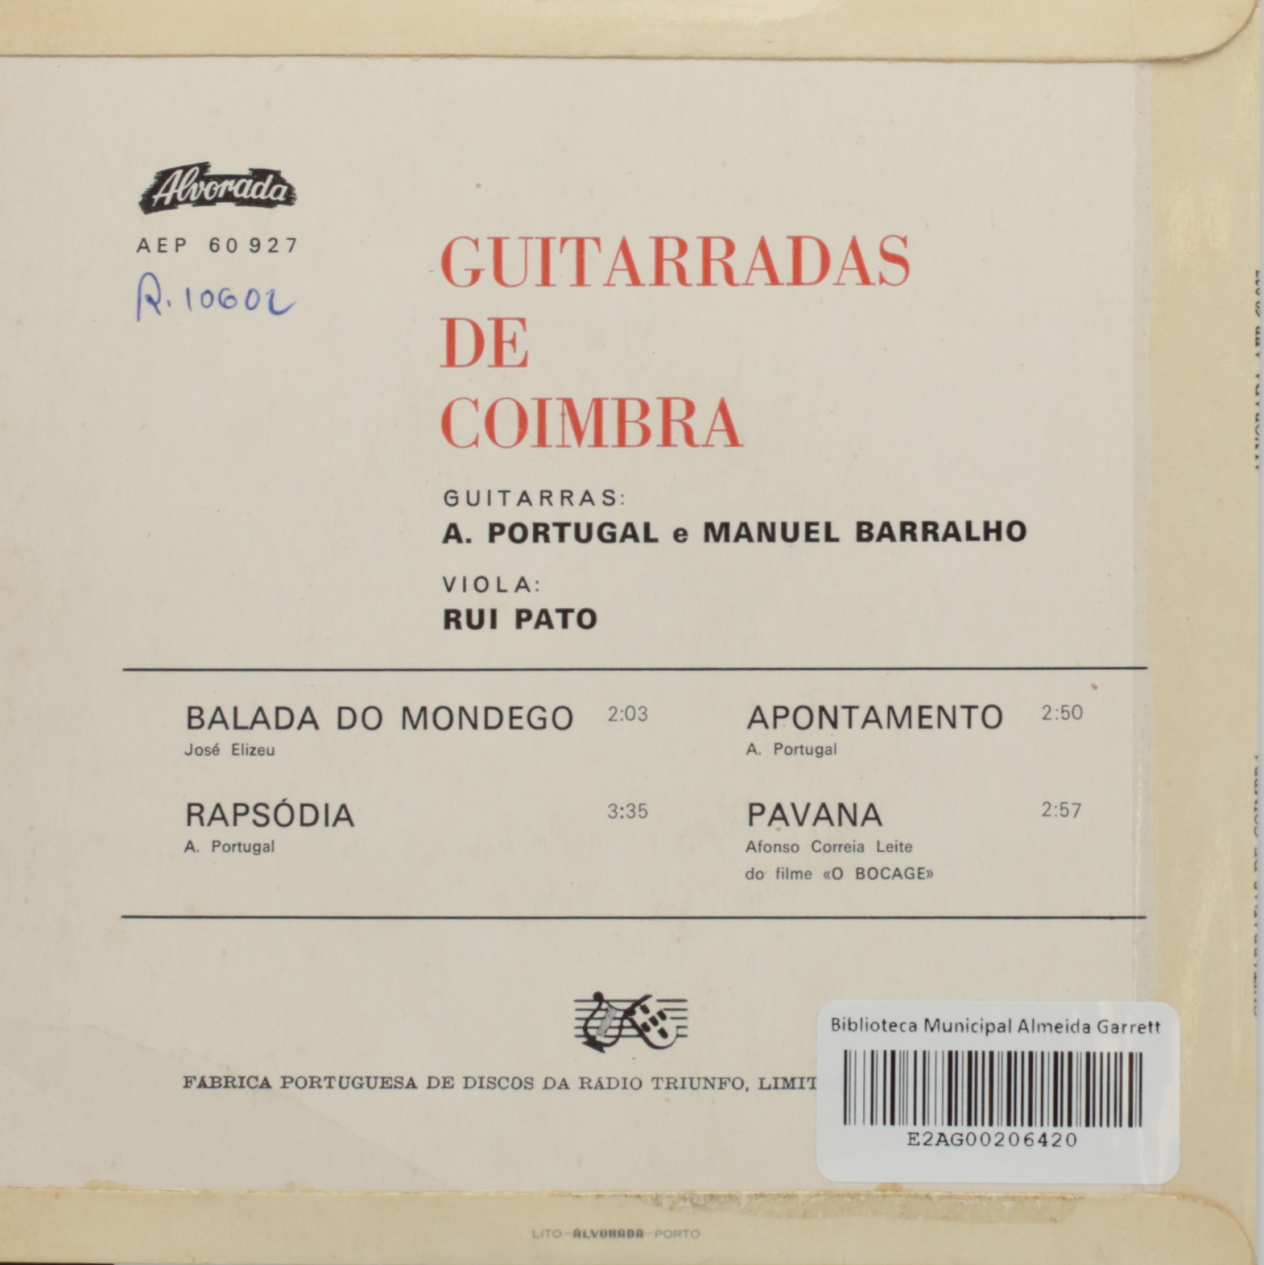 Alvorada
AEP 60 927
R. 10602
GUITARRADAS
DE
COIMBRA
GUITARRAS:
A. PORTUGAL e MANUEL BARRALHO
VIOLA:
RUI PATO
BALADA DO MONDEGO 2:03
José Elizeu
RAPSÓDIA 3:35
A. Portugal
APONTAMENTO 2:50
A. Portugal
PAVANA 2:57
Afonso Correia Leite
do filme «O BOCAGE»
FÁBRICA PORTUGUESA DE DISCOS DA RÁDIO TRIUNFO, LIMIT
Biblioteca Municipal Almeida Garrett
E2AG00206420
LITO-ALVORADA-PORTO